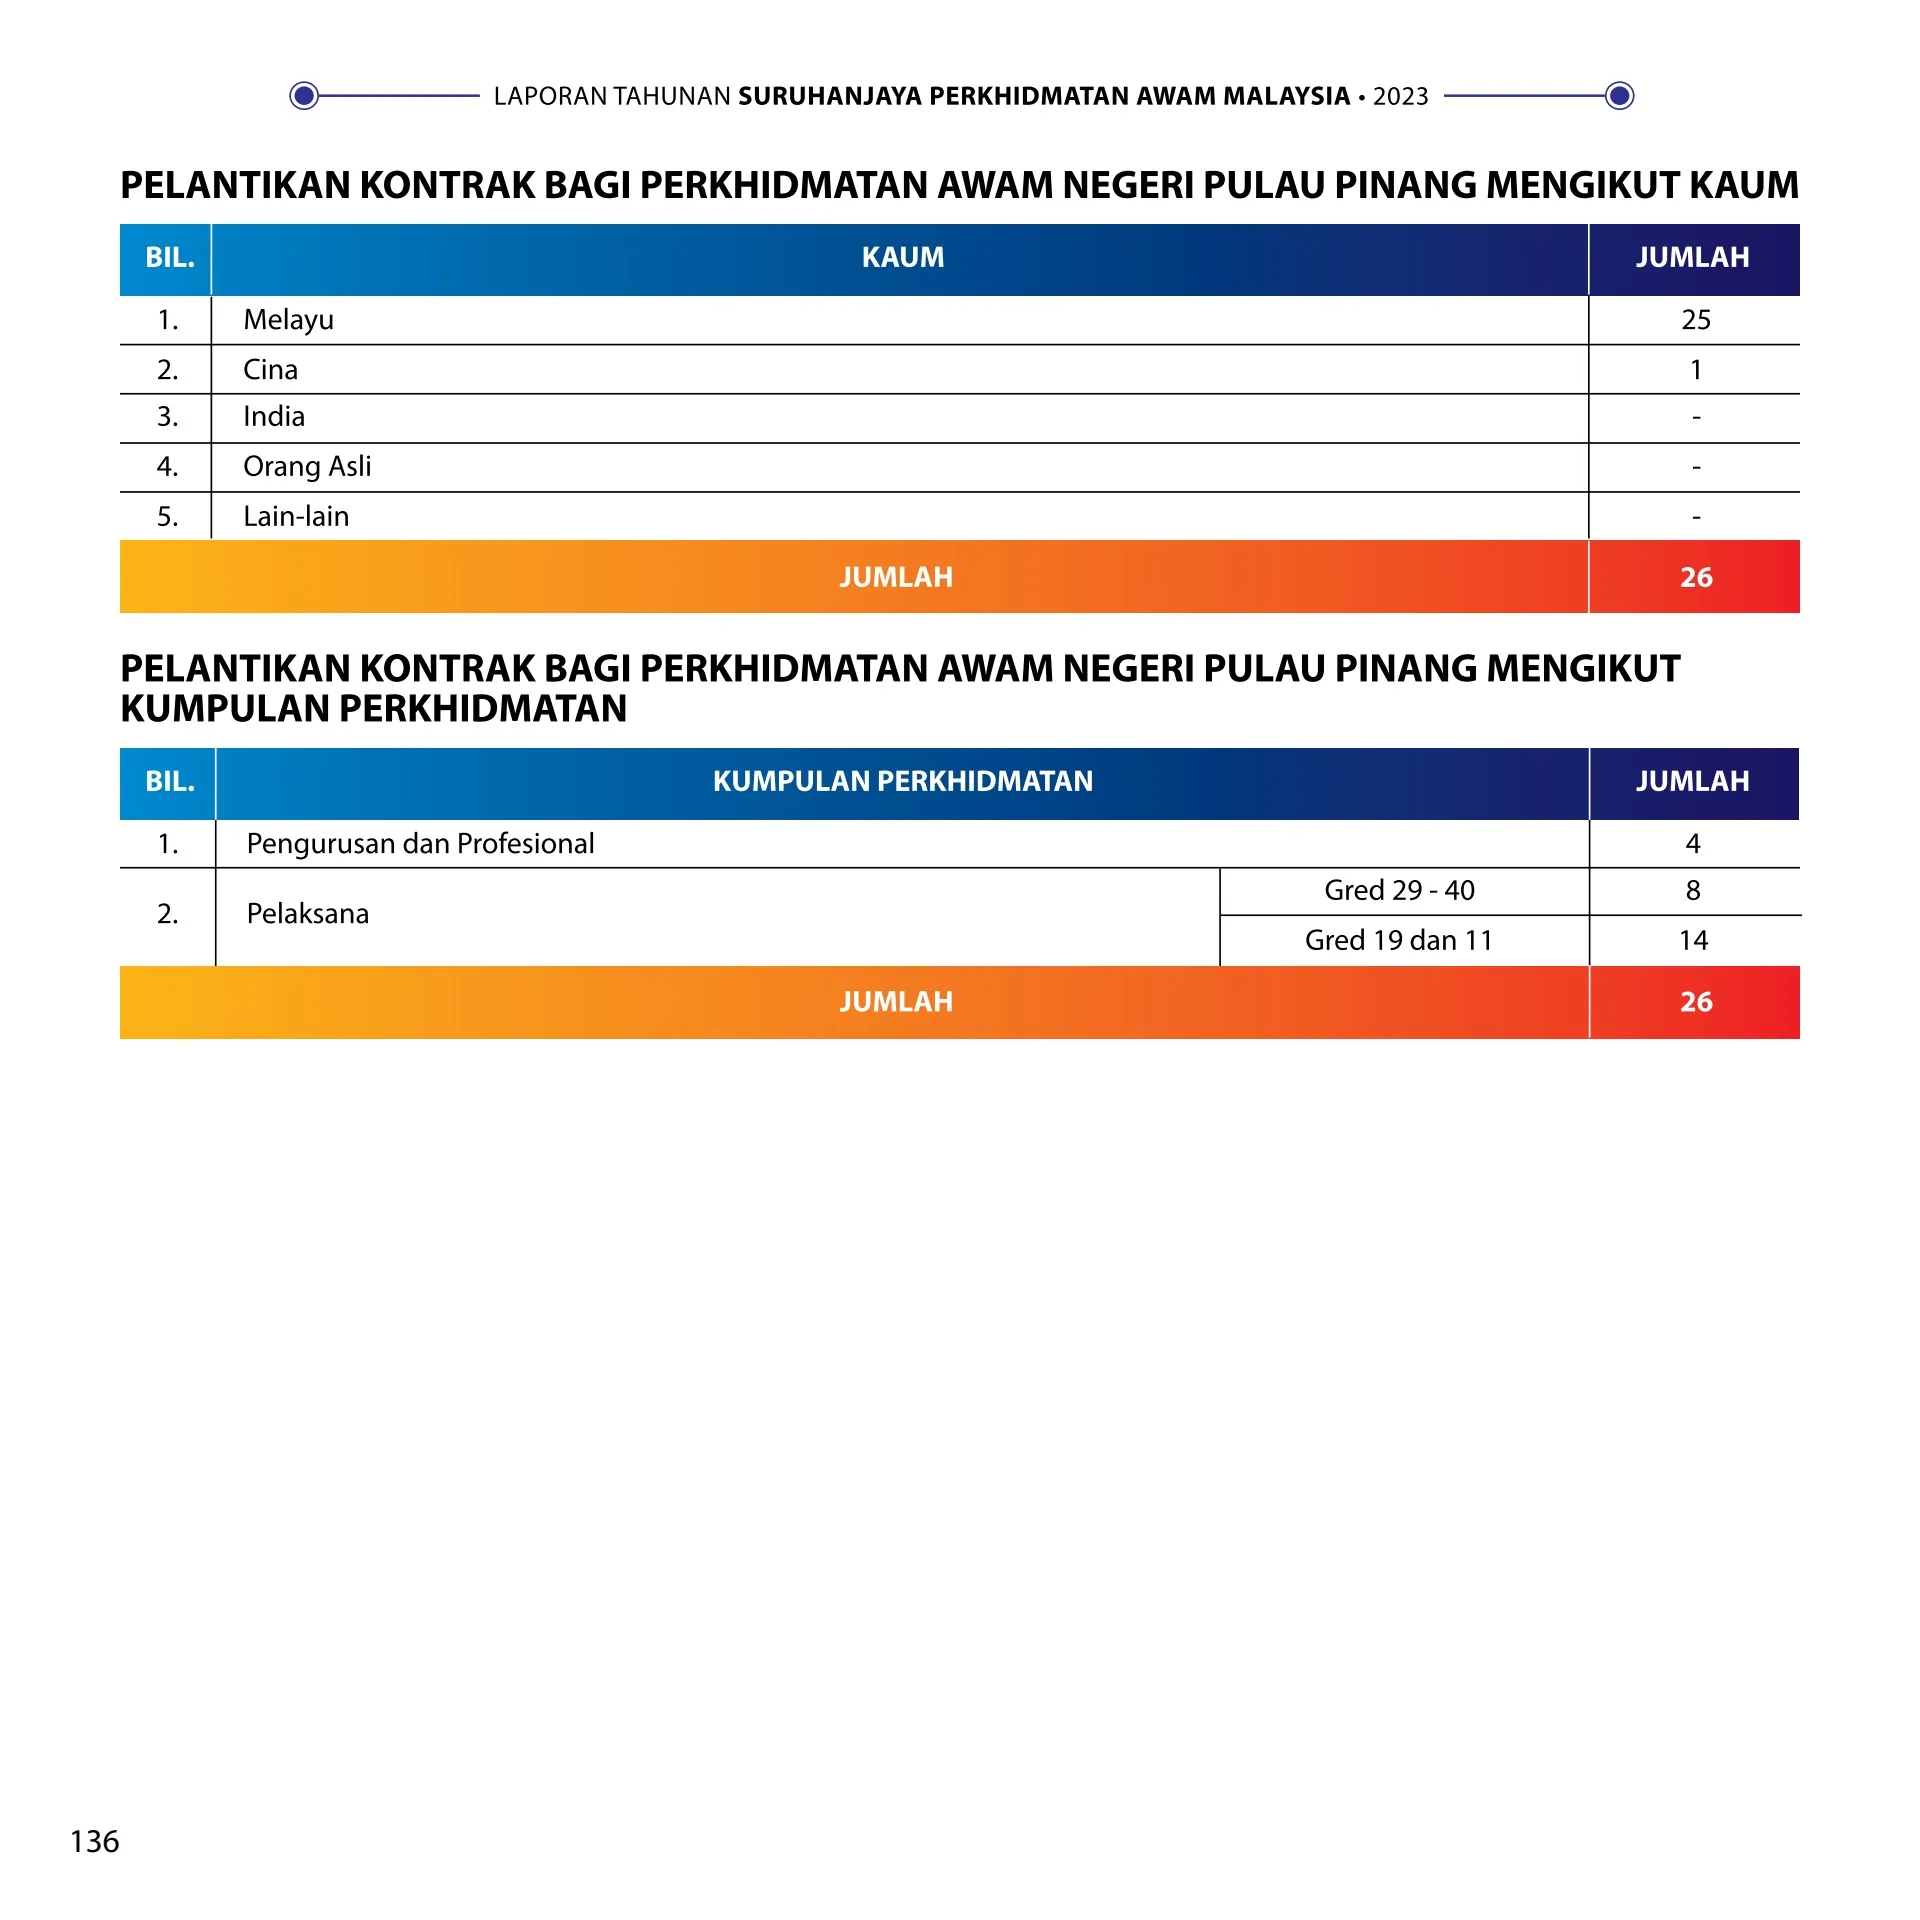 LAPORAN TAHUNAN SURUHANJAYA PERKHIDMATAN AWAM MALAYSIA • 2023
PELANTIKAN KONTRAK BAGI PERKHIDMATAN AWAM NEGERI PULAU PINANG MENGIKUT KAUM
BIL. KAUM JUMLAH
1. Melayu 25
2. Cina 1
3. India -
4. Orang Asli -
5. Lain-lain -
JUMLAH 26
PELANTIKAN KONTRAK BAGI PERKHIDMATAN AWAM NEGERI PULAU PINANG MENGIKUT
KUMPULAN PERKHIDMATAN
BIL. KUMPULAN PERKHIDMATAN JUMLAH
1. Pengurusan dan Profesional 4
2. Pelaksana Gred 29 - 40 8
Gred 19 dan 11 14
JUMLAH 26
136